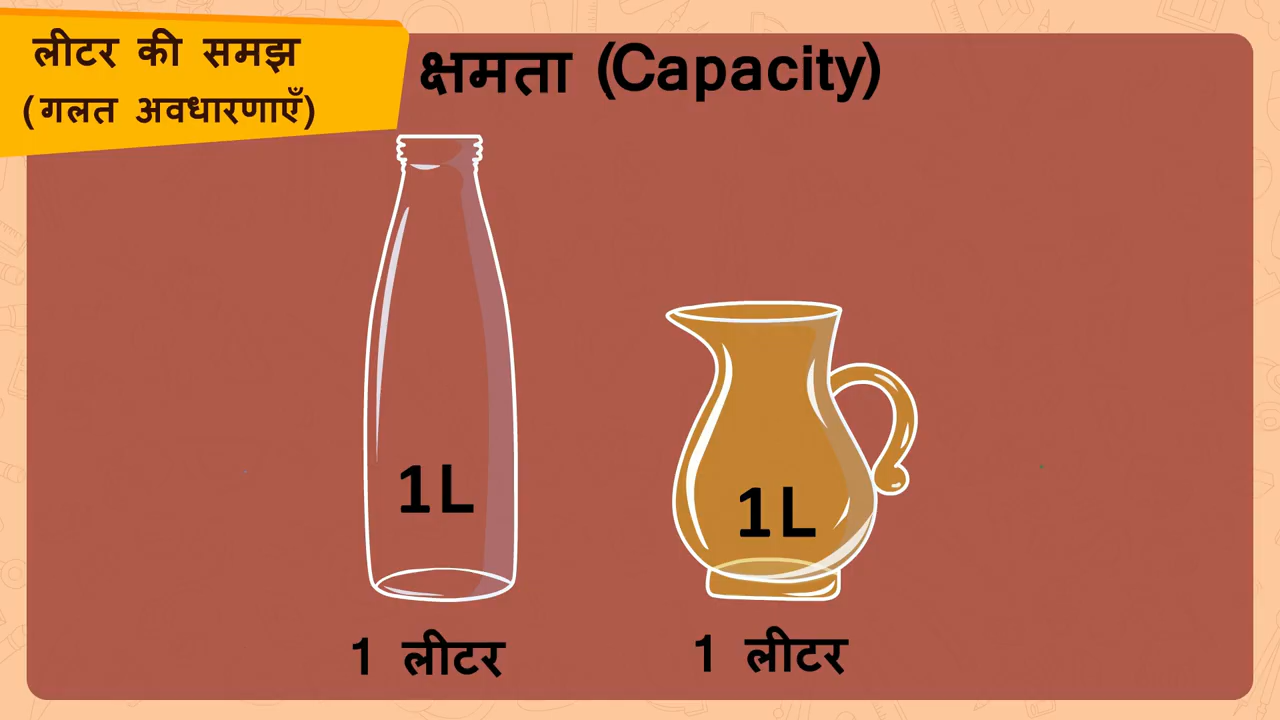 लीटर की समझ
(गलत अवधारणाएँ)
क्षमता (Capacity)
1L
1L
1 लीटर
1 लीटर